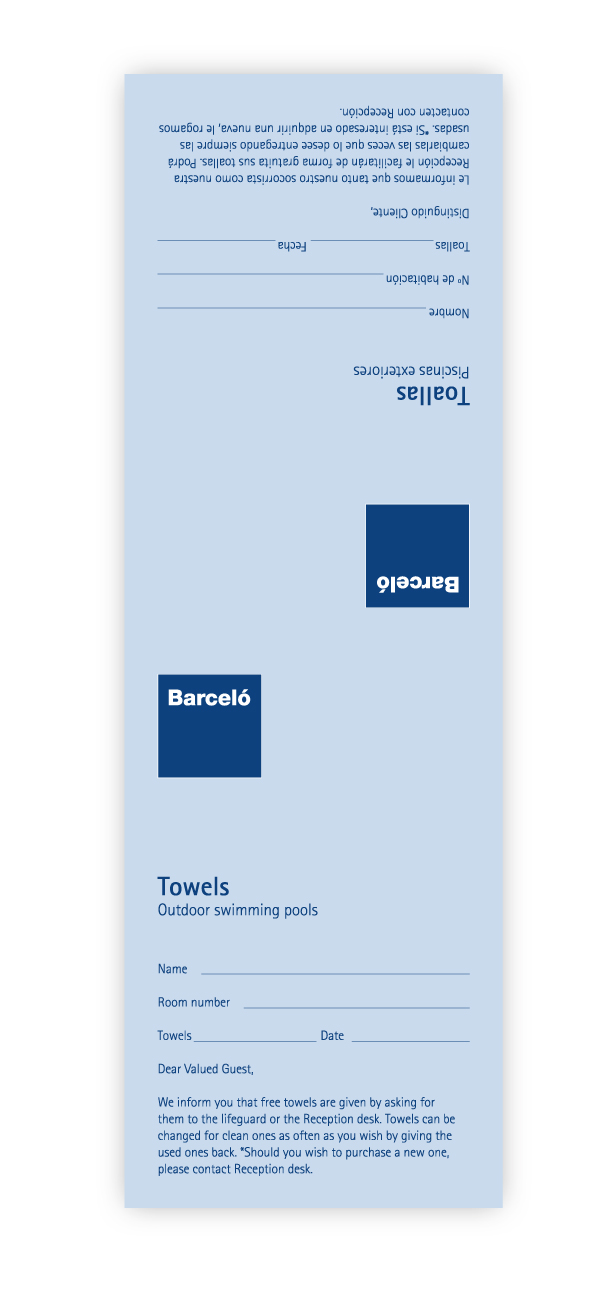 Toallas
Piscinas exteriores
Nombre
Nº de habitación
Toallas Fecha
Distinguido Cliente,
Le informamos que tanto nuestro socorrista como nuestra
Recepción le facilitarán de forma gratuita sus toallas. Podrá
cambiarlas las veces que lo desee entregando siempre las
usadas. *Si está interesado en adquirir una nueva, le rogamos
contacten con Recepción.
Barceló
Barceló
Towels
Outdoor swimming pools
Name
Room number
Towels Date
Dear Valued Guest,
We inform you that free towels are given by asking for
them to the lifeguard or the Reception desk. Towels can be
changed for clean ones as often as you wish by giving the
used ones back. *Should you wish to purchase a new one,
please contact Reception desk.